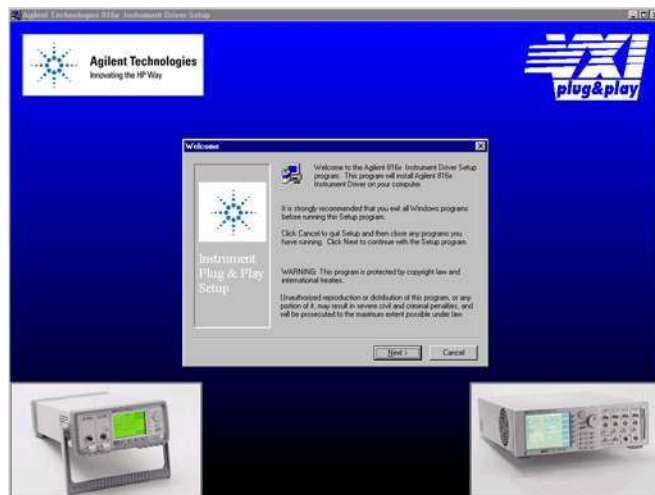 Agilent Technologies 816x Instrument Driver Setup
Agilent Technologies
Innovating the HP Way
VXI
plug&play
Welcome
Welcome to the Agilent 816x Instrument Driver Setup
program. This program will install Agilent 816x
Instrument Driver on your computer.
It is strongly recommended that you exit all Windows programs
before running this Setup program.
Click Cancel to quit Setup and then close any programs you
have running. Click Next to continue with the Setup program.
Instrument
Plug & Play
Setup
WARNING: This program is protected by copyright law and
international treaties.
Unauthorized reproduction or distribution of this program, or any
portion of it, may result in severe civil and criminal penalties, and
will be prosecuted to the maximum extent possible under law.
Next >
Cancel